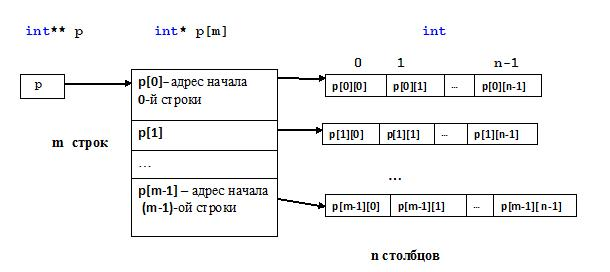 int** p
int* p[m]
int
0 1 n-1
p
p[0]– адрес начала
0-й строки
p[0][0] p[0][1] ... p[0][n-1]
m строк
p[1]
p[1][0] p[1][1] ... p[1][n-1]
...
...
p[m-1] – адрес начала
(m-1)-ой строки
p[m-1][0] p[m-1][1] ... p[m-1][ n-1]
n столбцов